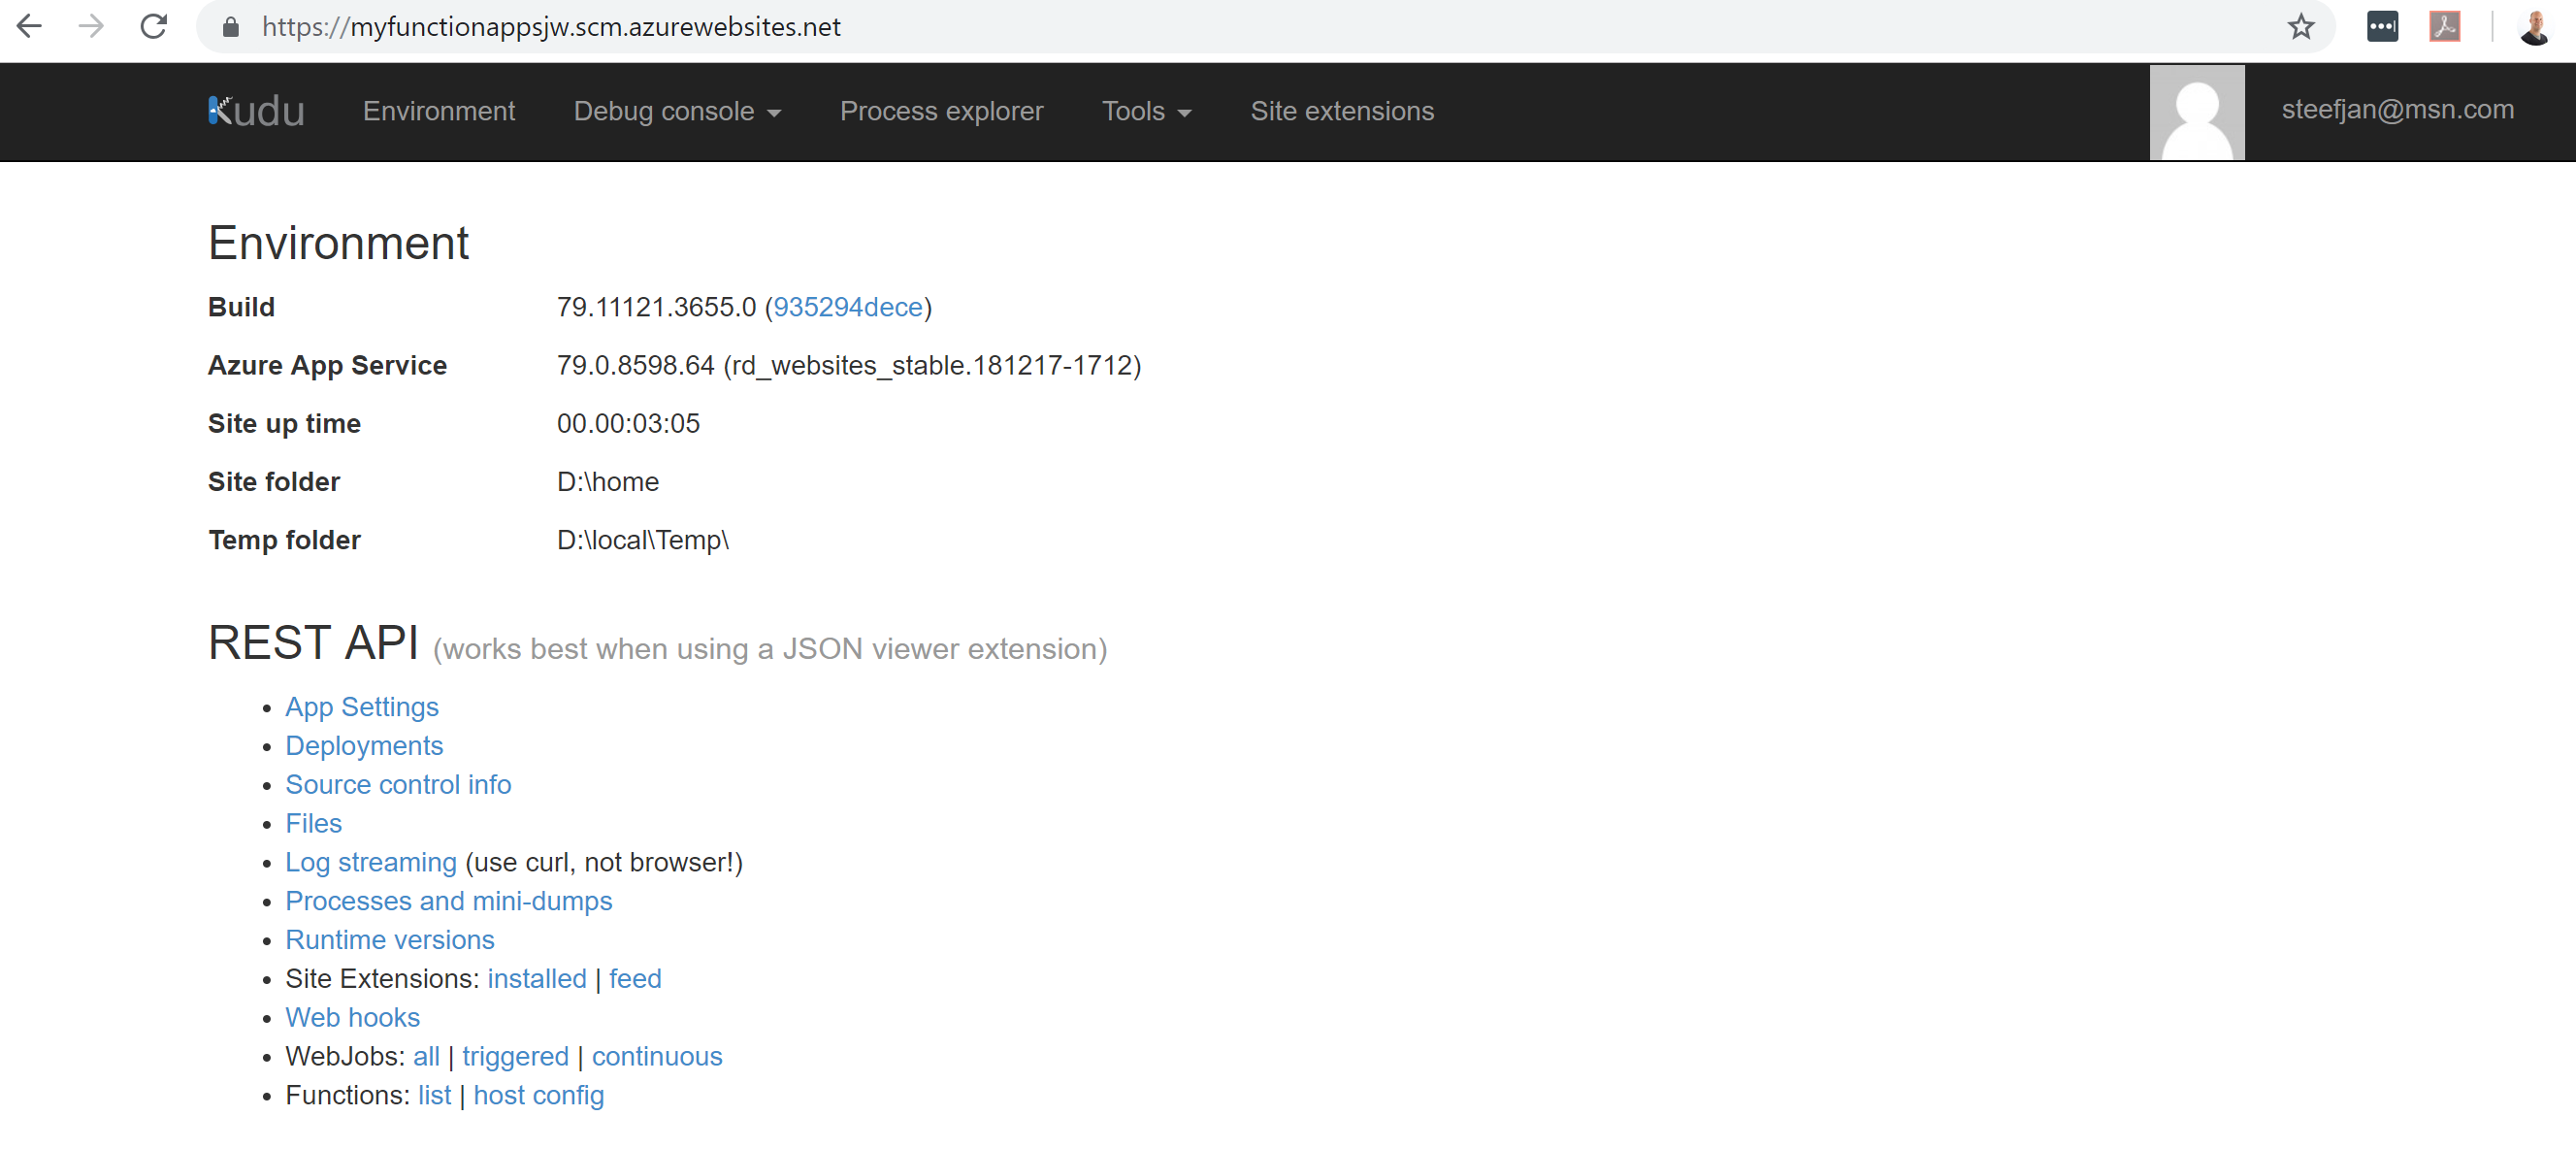 https://myfunctionappsjw.scm.azurewebsites.net
Kudu Environment Debug console Process explorer Tools Site extensions steefjan@msn.com
Environment
Build 79.11121.3655.0 (935294dece)
Azure App Service 79.0.8598.64 (rd_websites_stable.181217-1712)
Site up time 00.00:03:05
Site folder D:\home
Temp folder D:\local\Temp\
REST API (works best when using a JSON viewer extension)
• App Settings
• Deployments
• Source control info
• Files
• Log streaming (use curl, not browser!)
• Processes and mini-dumps
• Runtime versions
• Site Extensions: installed | feed
• Web hooks
• WebJobs: all | triggered | continuous
• Functions: list | host config